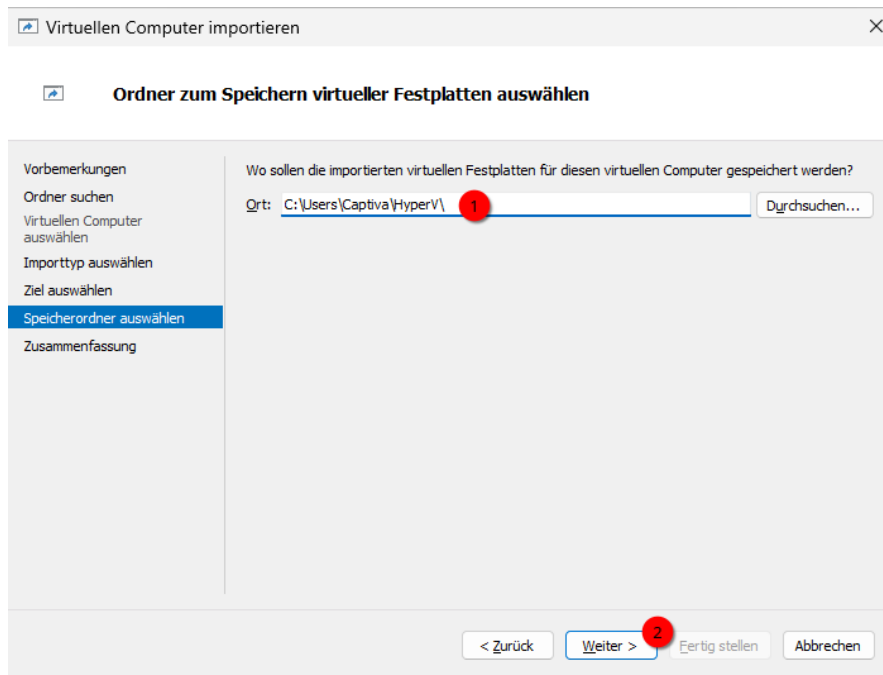 Virtuellen Computer importieren
Ordner zum Speichern virtueller Festplatten auswählen
Vorbemerkungen
Ordner suchen
Virtuellen Computer
auswählen
Importtyp auswählen
Ziel auswählen
Speicherordner auswählen
Zusammenfassung
Wo sollen die importierten virtuellen Festplatten für diesen virtuellen Computer gespeichert werden?
Ort: C:\Users\Captiva\HyperV\ 1 Durchsuchen...
< Zurück Weiter > 2 Fertig stellen Abbrechen